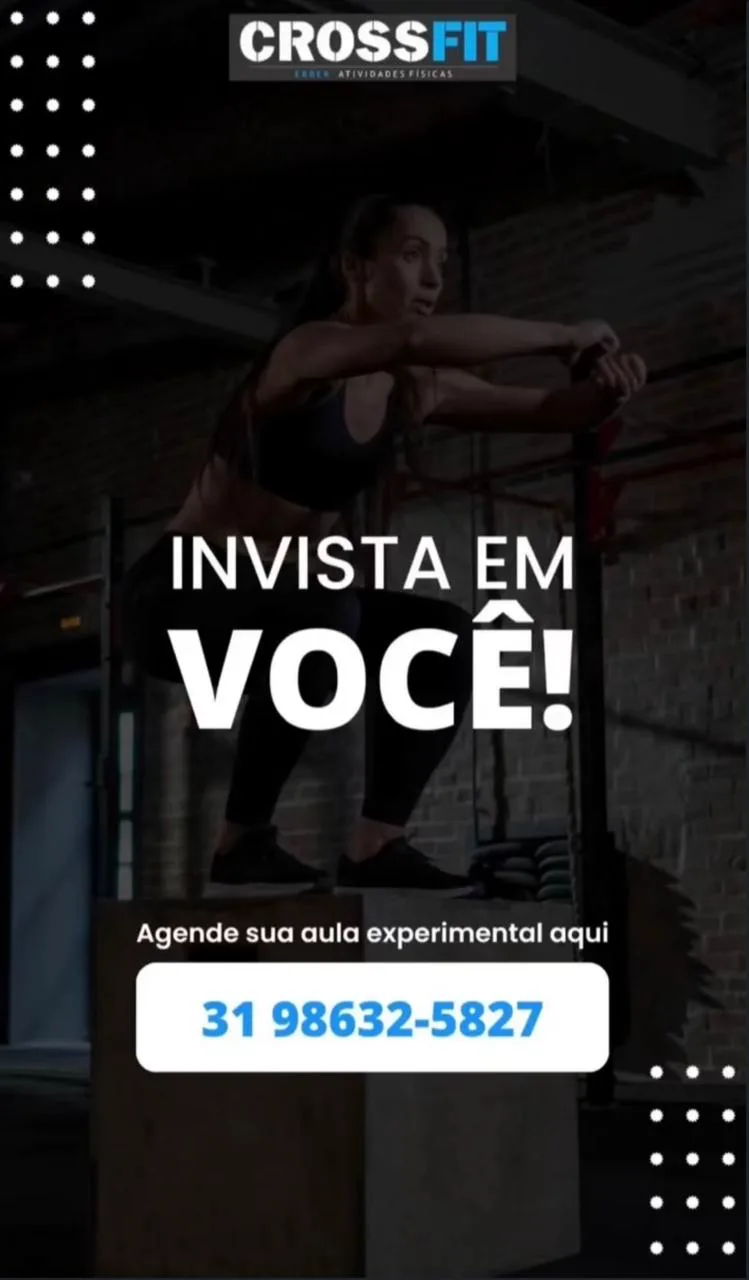 CROSSFIT
ATIVIDADES FÍSICAS
INVISTA EM
VOCÊ!
Agende sua aula experimental aqui
31 98632-5827